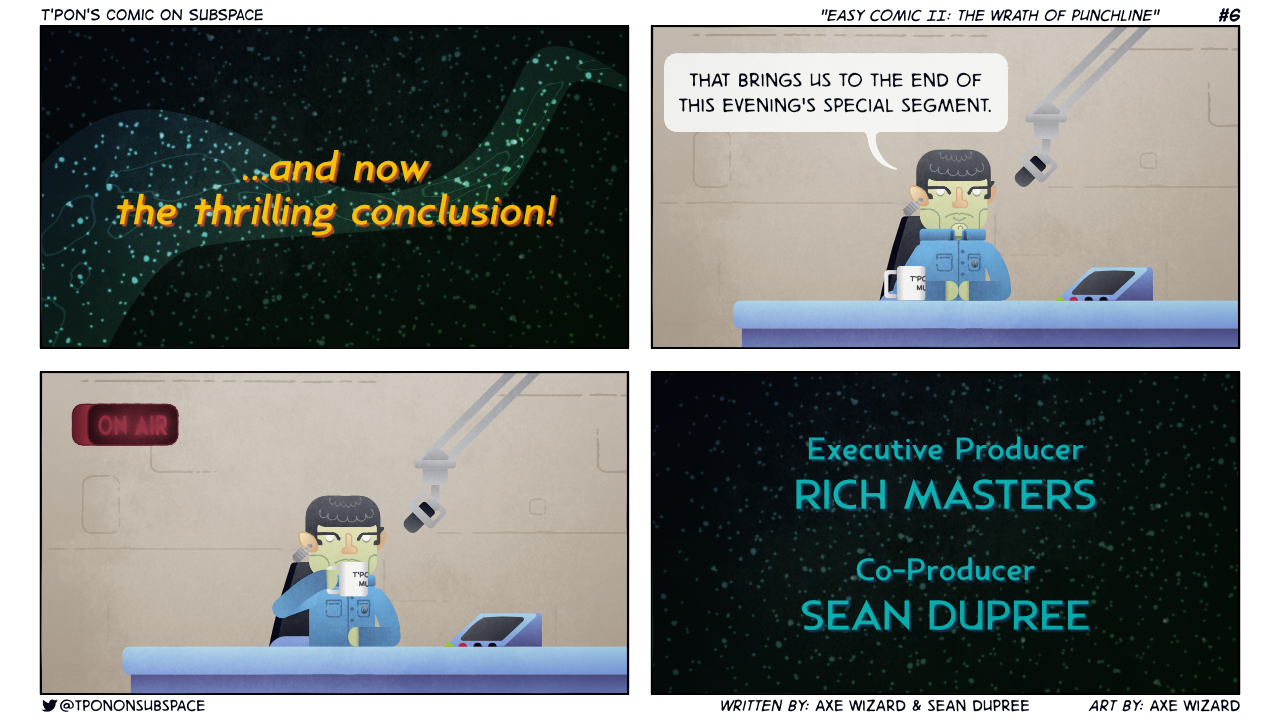 T'PON'S COMIC ON SUBSPACE
"EASY COMIC II: THE WRATH OF PUNCHLINE"
#6
...and now
the thrilling conclusion!
THAT BRINGS US TO THE END OF
THIS EVENING'S SPECIAL SEGMENT.
T'PO
MU
ON AIR
T'PO
MU
Executive Producer
RICH MASTERS
Co-Producer
SEAN DUPREE
@TPONONSUBSPACE
WRITTEN BY: AXE WIZARD & SEAN DUPREE
ART BY: AXE WIZARD